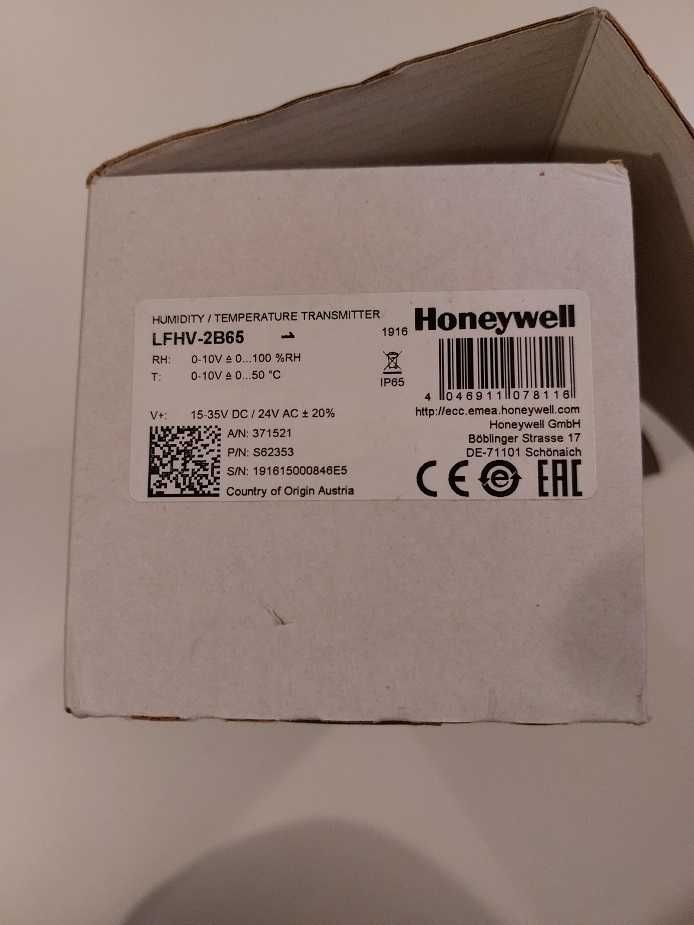 HUMIDITY / TEMPERATURE TRANSMITTER
LFHV-2B65
1916
Honeywell
RH: 0-10V ≙ 0...100 %RH
T: 0-10V ≙ 0...50 °C
IP65
4 046911 078116
V+: 15-35V DC / 24V AC ± 20%
http://ecc.emea.honeywell.com
Honeywell GmbH
Böblinger Strasse 17
DE-71101 Schönaich
A/N: 371521
P/N: S62353
S/N: 191615000846E5
Country of Origin Austria
CE
EAC